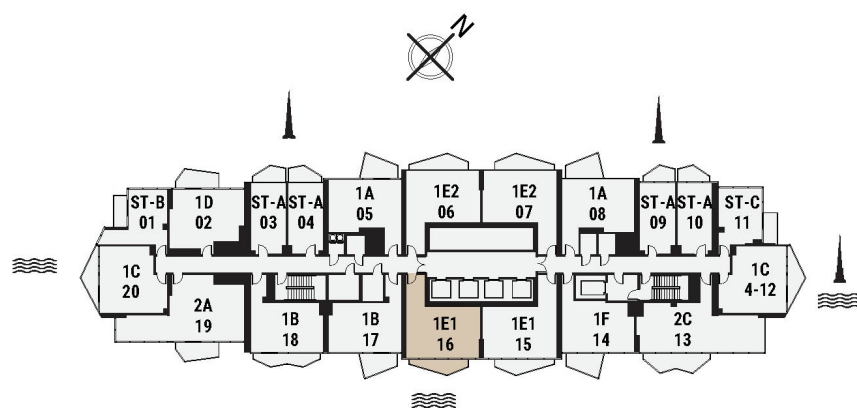 N
ST-B
01
1D
02
ST-A
03
ST-A
04
1A
05
1E2
06
1E2
07
1A
08
ST-A
09
ST-A
10
ST-C
11
1C
20
2A
19
1B
18
1B
17
1E1
16
1E1
15
1F
14
2C
13
1C
4-12